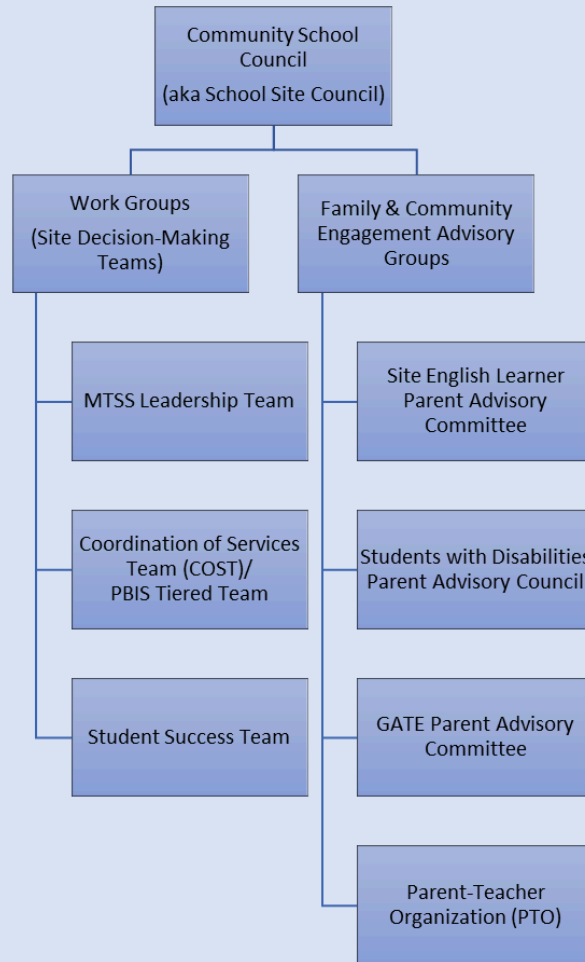 Community School
Council
(aka School Site Council)
Work Groups
(Site Decision-Making
Teams)
Family & Community
Engagement Advisory
Groups
MTSS Leadership Team
Coordination of Services
Team (COST)/
PBIS Tiered Team
Student Success Team
Site English Learner
Parent Advisory
Committee
Students with Disabilities
Parent Advisory Council
GATE Parent Advisory
Committee
Parent-Teacher
Organization (PTO)